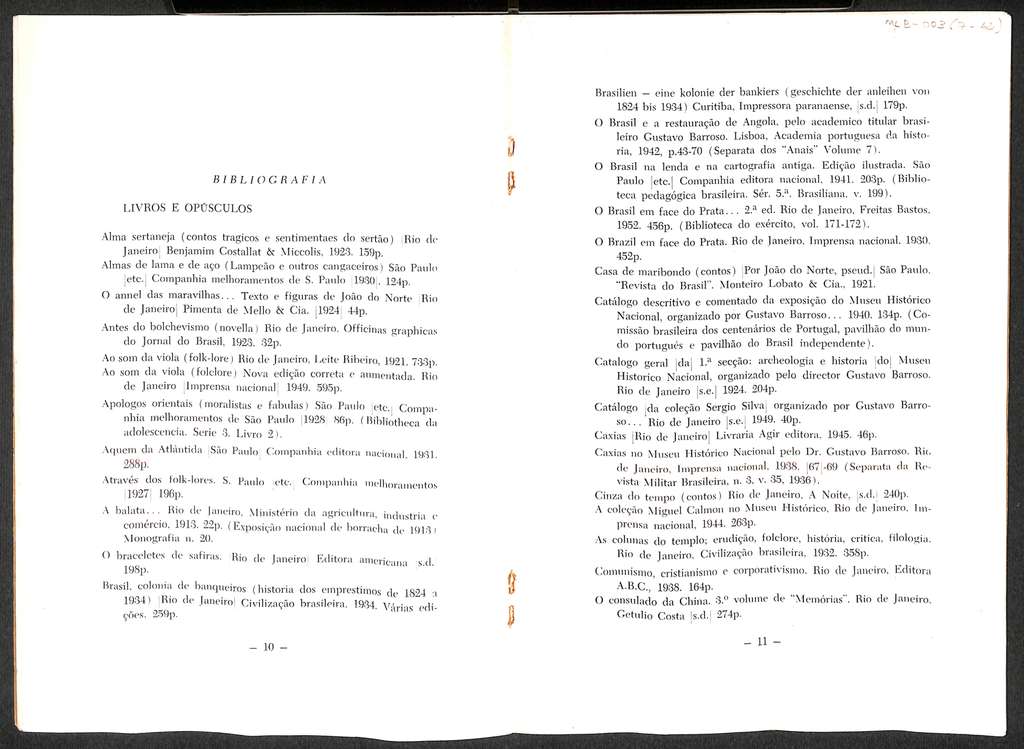 BIBLIOGRAFIA
LIVROS E OPÚSCULOS
Alma sertaneja (contos tragicos e sentimentaes do sertão) |Rio de
Janeiro| Benjamim Costallat & Miccolis, 1923. 159p.
Almas de lama e de aço (Lampeão e outros cangaceiros) São Paulo
|etc.| Companhia melhoramentos de S. Paulo |1930|. 124p.
O annel das maravilhas... Texto e figuras de João do Norte |Rio
de Janeiro| Pimenta de Mello & Cia. |1924| 44p.
Antes do bolchevismo (novella) Rio de Janeiro, Officinas graphicas
do Jornal do Brasil, 1923. 32p.
Ao som da viola (folk-lore) Rio de Janeiro, Leite Ribeiro, 1921. 733p.
Ao som da viola (folclore) Nova edição correta e aumentada. Rio
de Janeiro |Imprensa nacional| 1949. 595p.
Apologos orientais (moralistas e fabulas) São Paulo |etc.| Compa-
nhia melhoramentos de São Paulo |1928| 86p. (Bibliotheca da
adolescencia. Serie 3. Livro 2).
Aquem da Atlântida |São Paulo| Companhia editora nacional, 1931.
288p.
Através dos folk-lores. S. Paulo |etc.| Companhia melhoramentos
|1927| 196p.
A balata... Rio de Janeiro, Ministério da agricultura, industria e
comércio, 1913. 22p. (Exposição nacional de borracha de 1913)
Monografia n. 20.
O braceletes de safiras. |Rio de Janeiro| Editora americana |s.d.
198p.
Brasil, colonia de banqueiros (historia dos emprestimos de 1824 a
1934) |Rio de Janeiro| Civilização brasileira, 1934. Várias edi-
ções. 259p.
– 10 –
Brasilien — eine kolonie der bankiers (geschichte der anleihen von
1824 bis 1934) Curitiba, Impressora paranaense, |s.d.| 179p.
O Brasil e a restauração de Angola, pelo academico titular brasi-
leiro Gustavo Barroso. Lisboa, Academia portuguesa da histo-
ria, 1942, p.43-70 (Separata dos "Anais" Volume 7).
O Brasil na lenda e na cartografia antiga. Edição ilustrada. São
Paulo |etc.| Companhia editora nacional, 1941. 203p. (Biblio-
teca pedagógica brasileira. Sér. 5.ª. Brasiliana. v. 199).
O Brasil em face do Prata... 2.ª ed. Rio de Janeiro, Freitas Bastos,
1952. 456p. (Biblioteca do exército, vol. 171-172).
O Brazil em face do Prata. Rio de Janeiro, Imprensa nacional, 1930.
452p.
Casa de maribondo (contos) |Por João do Norte, pseud.| São Paulo,
"Revista do Brasil". Monteiro Lobato & Cia., 1921.
Catálogo descritivo e comentado da exposição do Museu Histórico
Nacional, organizado por Gustavo Barroso... 1940. 134p. (Co-
missão brasileira dos centenários de Portugal, pavilhão do mun-
do português e pavilhão do Brasil independente).
Catalogo geral |da| 1.ª secção: archeologia e historia |do| Museu
Historico Nacional, organizado pelo director Gustavo Barroso.
Rio de Janeiro |s.e.| 1924. 204p.
Catálogo |da coleção Sergio Silva| organizado por Gustavo Barro-
so... Rio de Janeiro |s.e.| 1949. 40p.
Caxias |Rio de Janeiro| Livraria Agir editora, 1945. 46p.
Caxias no Museu Histórico Nacional pelo Dr. Gustavo Barroso. Rio
de Janeiro, Imprensa nacional, 1938. |67|-69 (Separata da Re-
vista Militar Brasileira, n. 3. v. 35, 1936).
Cinza do tempo (contos) Rio de Janeiro, A Noite, |s.d.| 240p.
A coleção Miguel Calmon no Museu Histórico, Rio de Janeiro, Im-
prensa nacional, 1944. 263p.
As colunas do templo; erudição, folclore, história, critica, filologia.
Rio de Janeiro, Civilização brasileira, 1932. 358p.
Comunismo, cristianismo e corporativismo. Rio de Janeiro, Editora
A.B.C., 1938. 164p.
O consulado da China. 3.º volume de "Memórias". Rio de Janeiro,
Getulio Costa |s.d.| 274p.
– 11 –